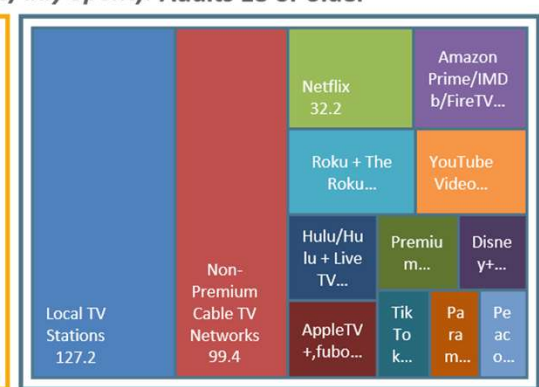 Adults 18 or Older
Local TV
Stations
127.2
Non-
Premium
Cable TV
Networks
99.4
Netflix
32.2
Amazon
Prime/IMD
b/FireTV...
Roku + The
Roku...
YouTube
Video...
Hulu/Hu
lu + Live
TV...
Premiu
m...
Disne
y+...
AppleTV
+,fubo...
Tik
To
k...
Pa
ra
m...
Pe
ac
o...